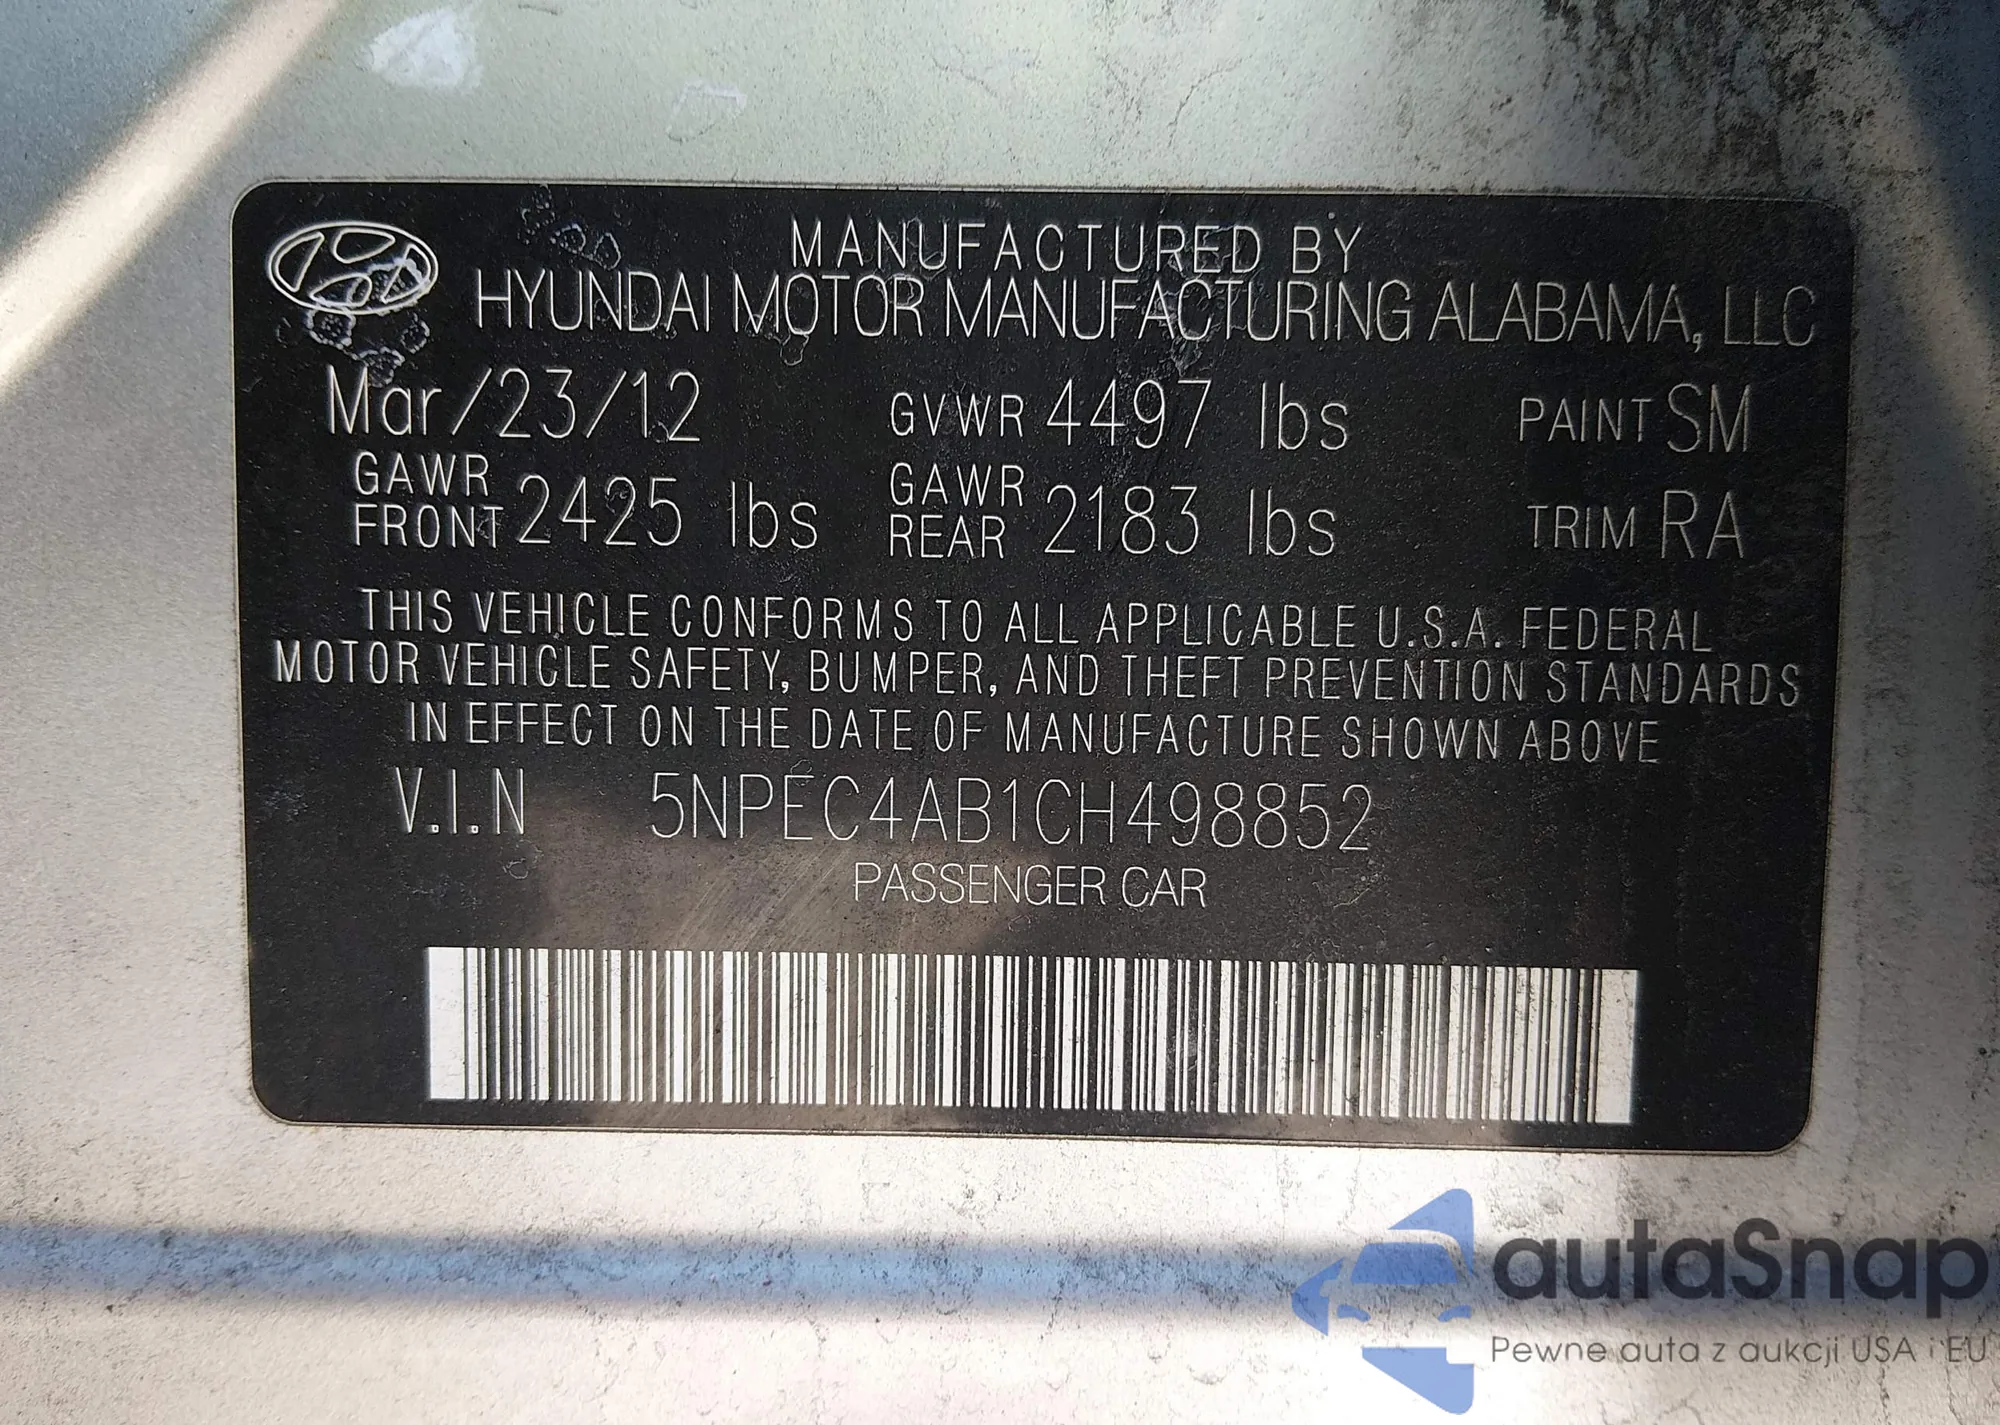 MANUFACTURED BY
HYUNDAI MOTOR MANUFACTURING ALABAMA, LLC
Mar/23/12 GVWR 4497 lbs PAINT SM
GAWR FRONT 2425 lbs GAWR REAR 2183 lbs TRIM RA
THIS VEHICLE CONFORMS TO ALL APPLICABLE U.S.A. FEDERAL
MOTOR VEHICLE SAFETY, BUMPER, AND THEFT PREVENTION STANDARDS
IN EFFECT ON THE DATE OF MANUFACTURE SHOWN ABOVE
V.I.N 5NPEC4AB1CH498852
PASSENGER CAR
autaSnap
Pewne auta z aukcji USA i EU